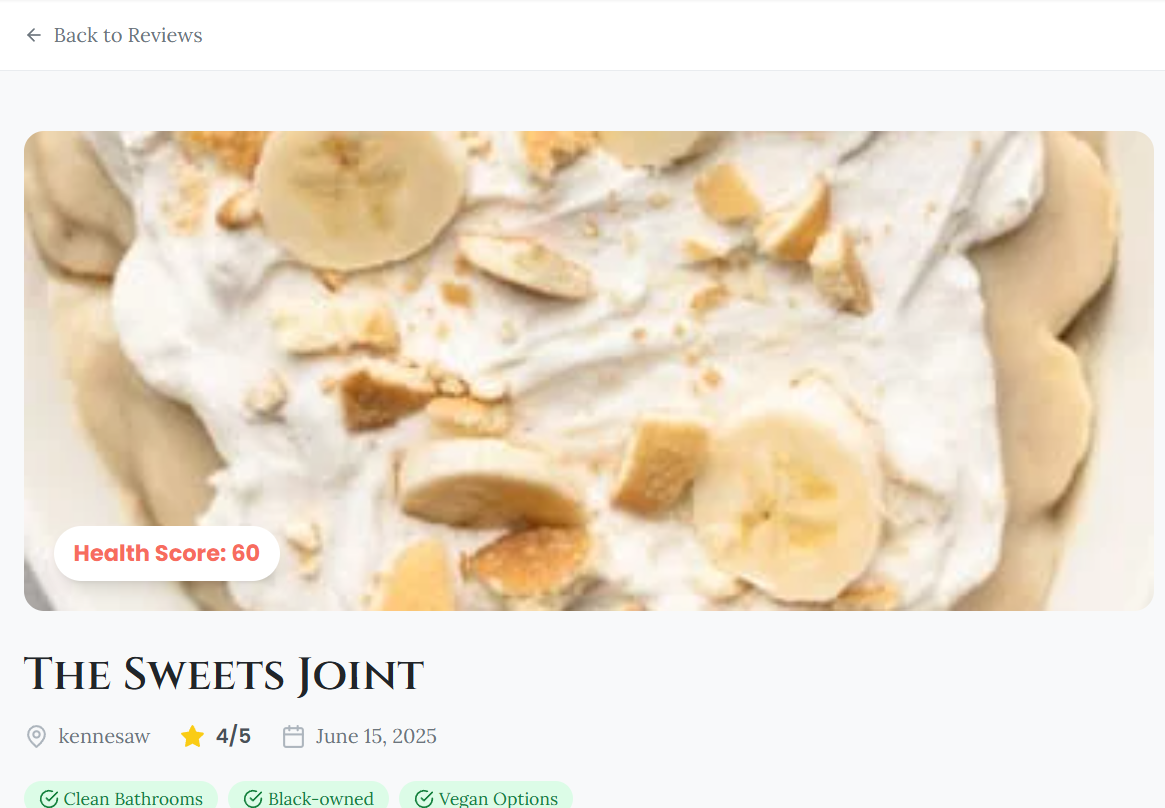 Back to Reviews
Health Score: 60
The Sweets Joint
kennesaw 4/5 June 15, 2025
Clean Bathrooms Black-owned Vegan Options